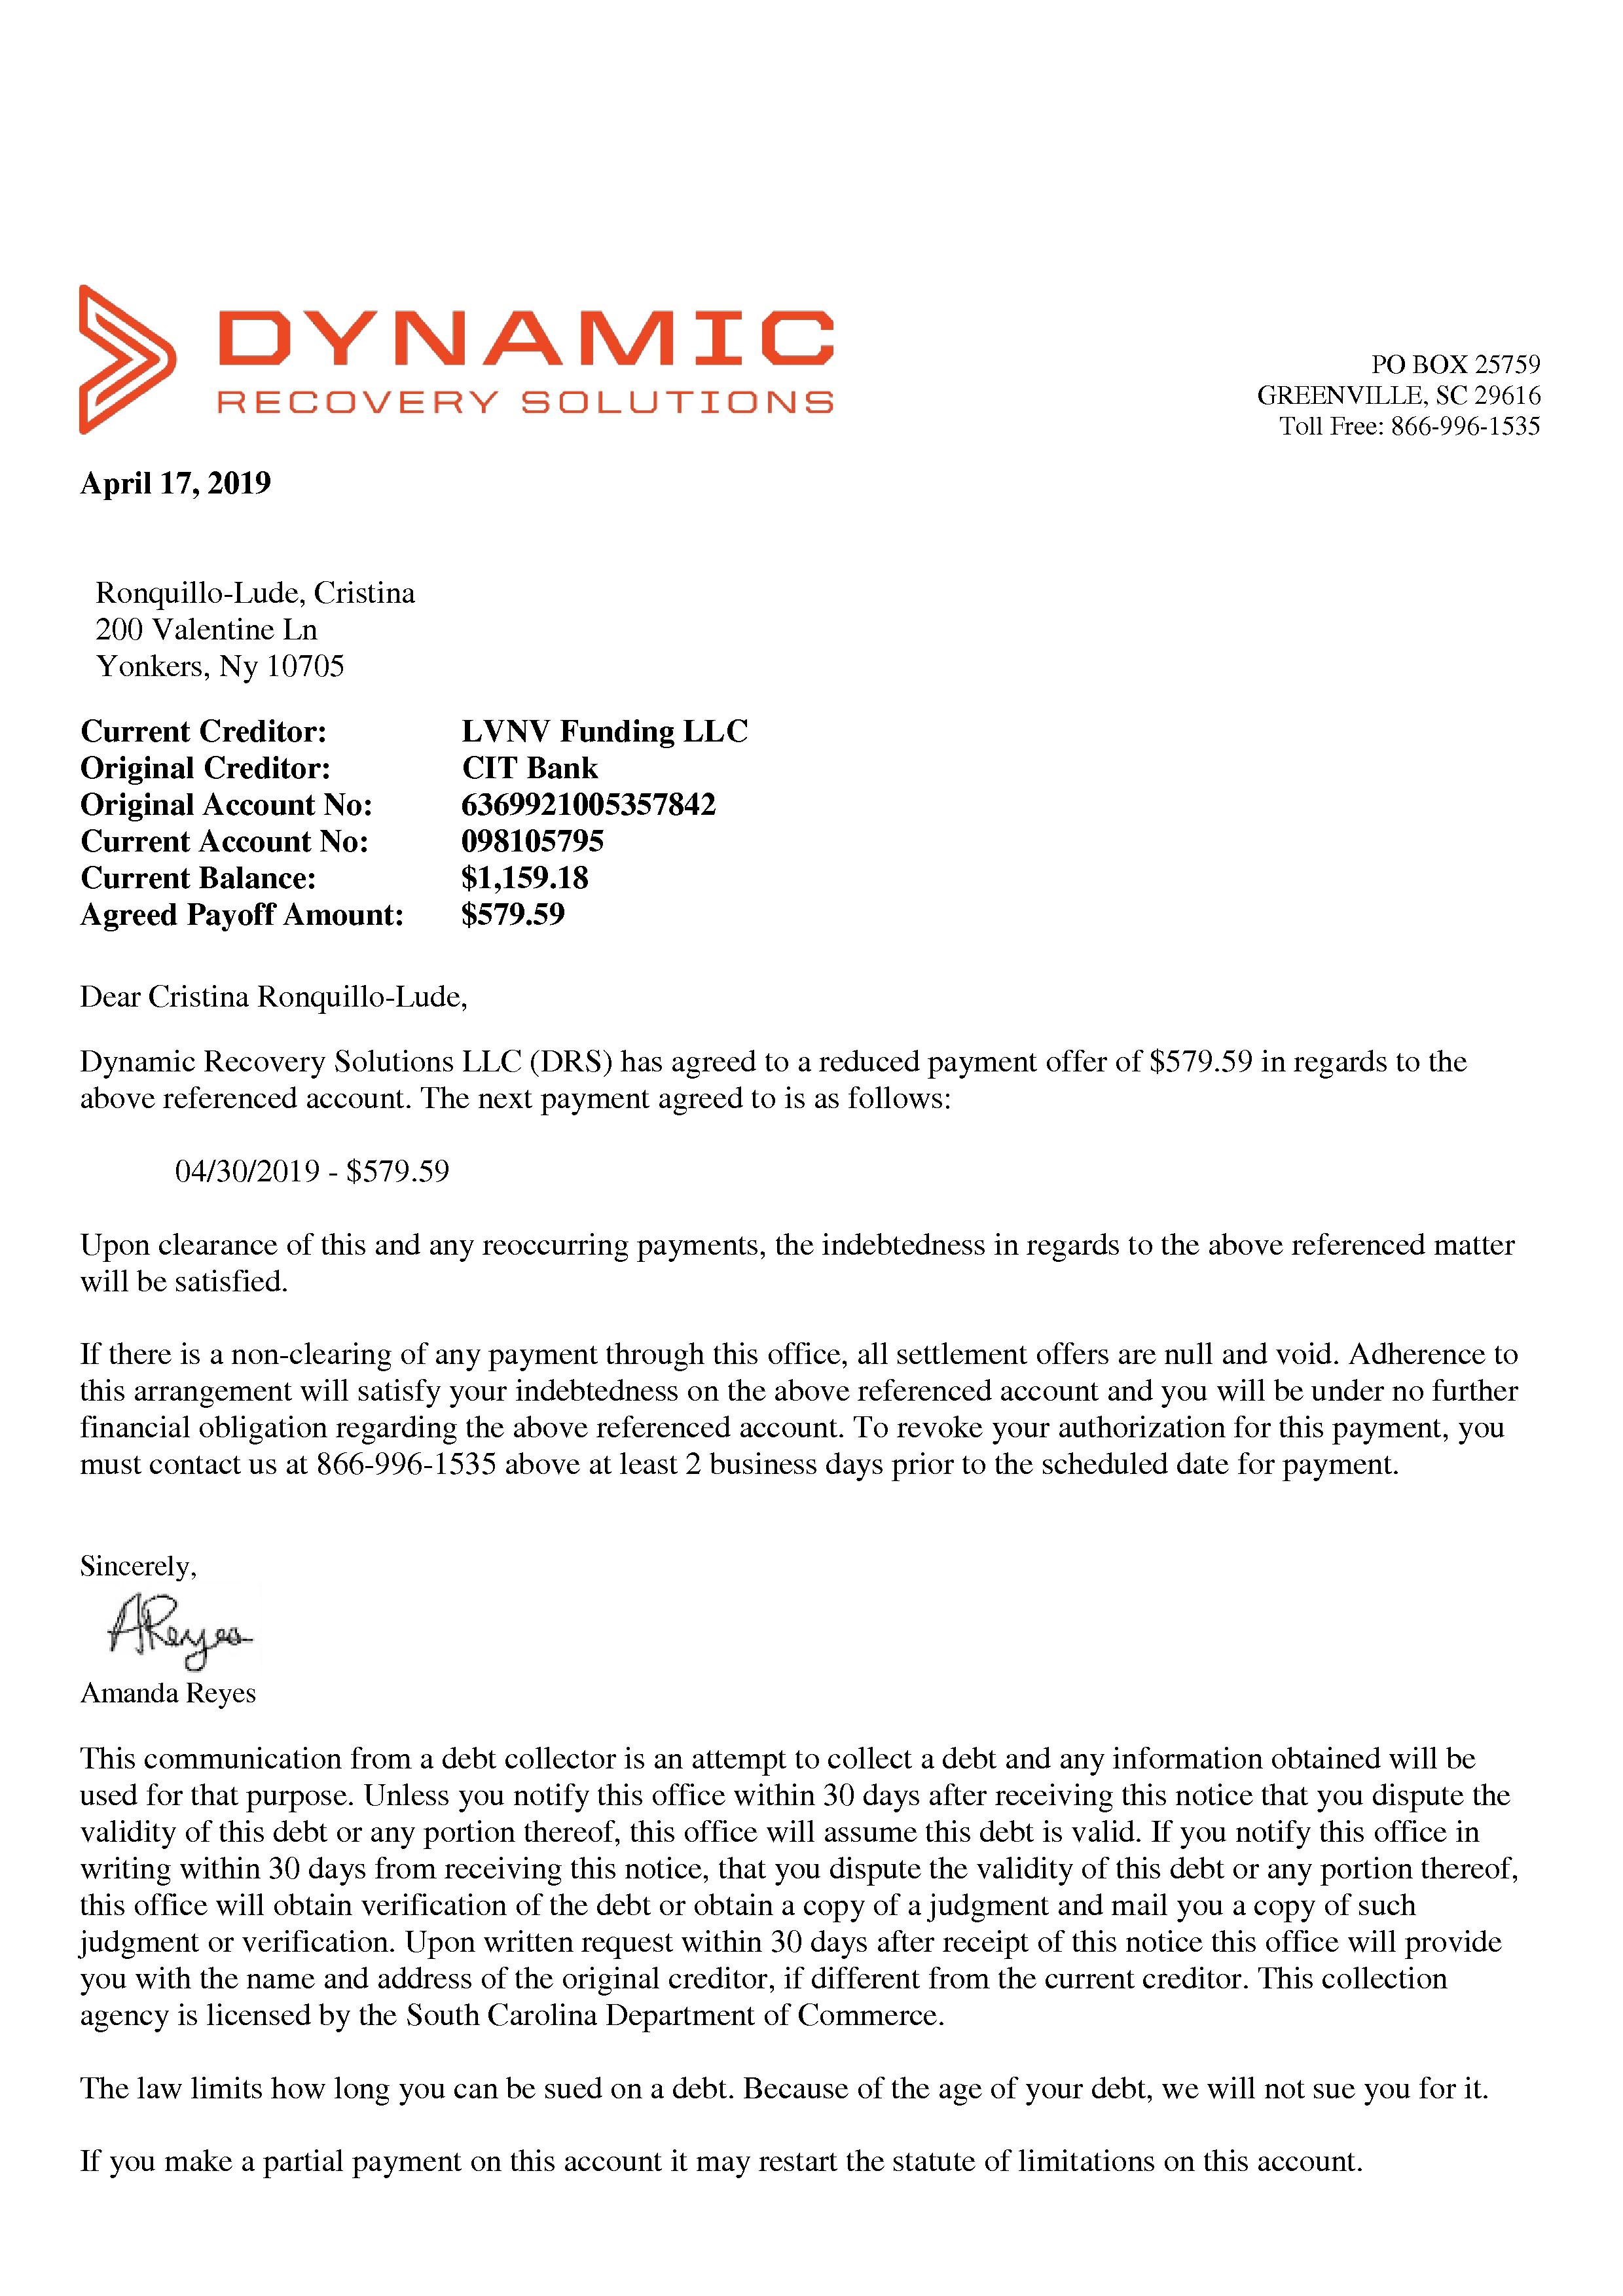 DYNAMIC
RECOVERY SOLUTIONS
PO BOX 25759
GREENVILLE, SC 29616
Toll Free: 866-996-1535
April 17, 2019
Ronquillo-Lude, Cristina
200 Valentine Ln
Yonkers, Ny 10705
Current Creditor: LVNV Funding LLC
Original Creditor: CIT Bank
Original Account No: 6369921005357842
Current Account No: 098105795
Current Balance: $1,159.18
Agreed Payoff Amount: $579.59
Dear Cristina Ronquillo-Lude,
Dynamic Recovery Solutions LLC (DRS) has agreed to a reduced payment offer of $579.59 in regards to the
above referenced account. The next payment agreed to is as follows:
04/30/2019 - $579.59
Upon clearance of this and any reoccurring payments, the indebtedness in regards to the above referenced matter
will be satisfied.
If there is a non-clearing of any payment through this office, all settlement offers are null and void. Adherence to
this arrangement will satisfy your indebtedness on the above referenced account and you will be under no further
financial obligation regarding the above referenced account. To revoke your authorization for this payment, you
must contact us at 866-996-1535 above at least 2 business days prior to the scheduled date for payment.
Sincerely,
AReyes
Amanda Reyes
This communication from a debt collector is an attempt to collect a debt and any information obtained will be
used for that purpose. Unless you notify this office within 30 days after receiving this notice that you dispute the
validity of this debt or any portion thereof, this office will assume this debt is valid. If you notify this office in
writing within 30 days from receiving this notice, that you dispute the validity of this debt or any portion thereof,
this office will obtain verification of the debt or obtain a copy of a judgment and mail you a copy of such
judgment or verification. Upon written request within 30 days after receipt of this notice this office will provide
you with the name and address of the original creditor, if different from the current creditor. This collection
agency is licensed by the South Carolina Department of Commerce.
The law limits how long you can be sued on a debt. Because of the age of your debt, we will not sue you for it.
If you make a partial payment on this account it may restart the statute of limitations on this account.